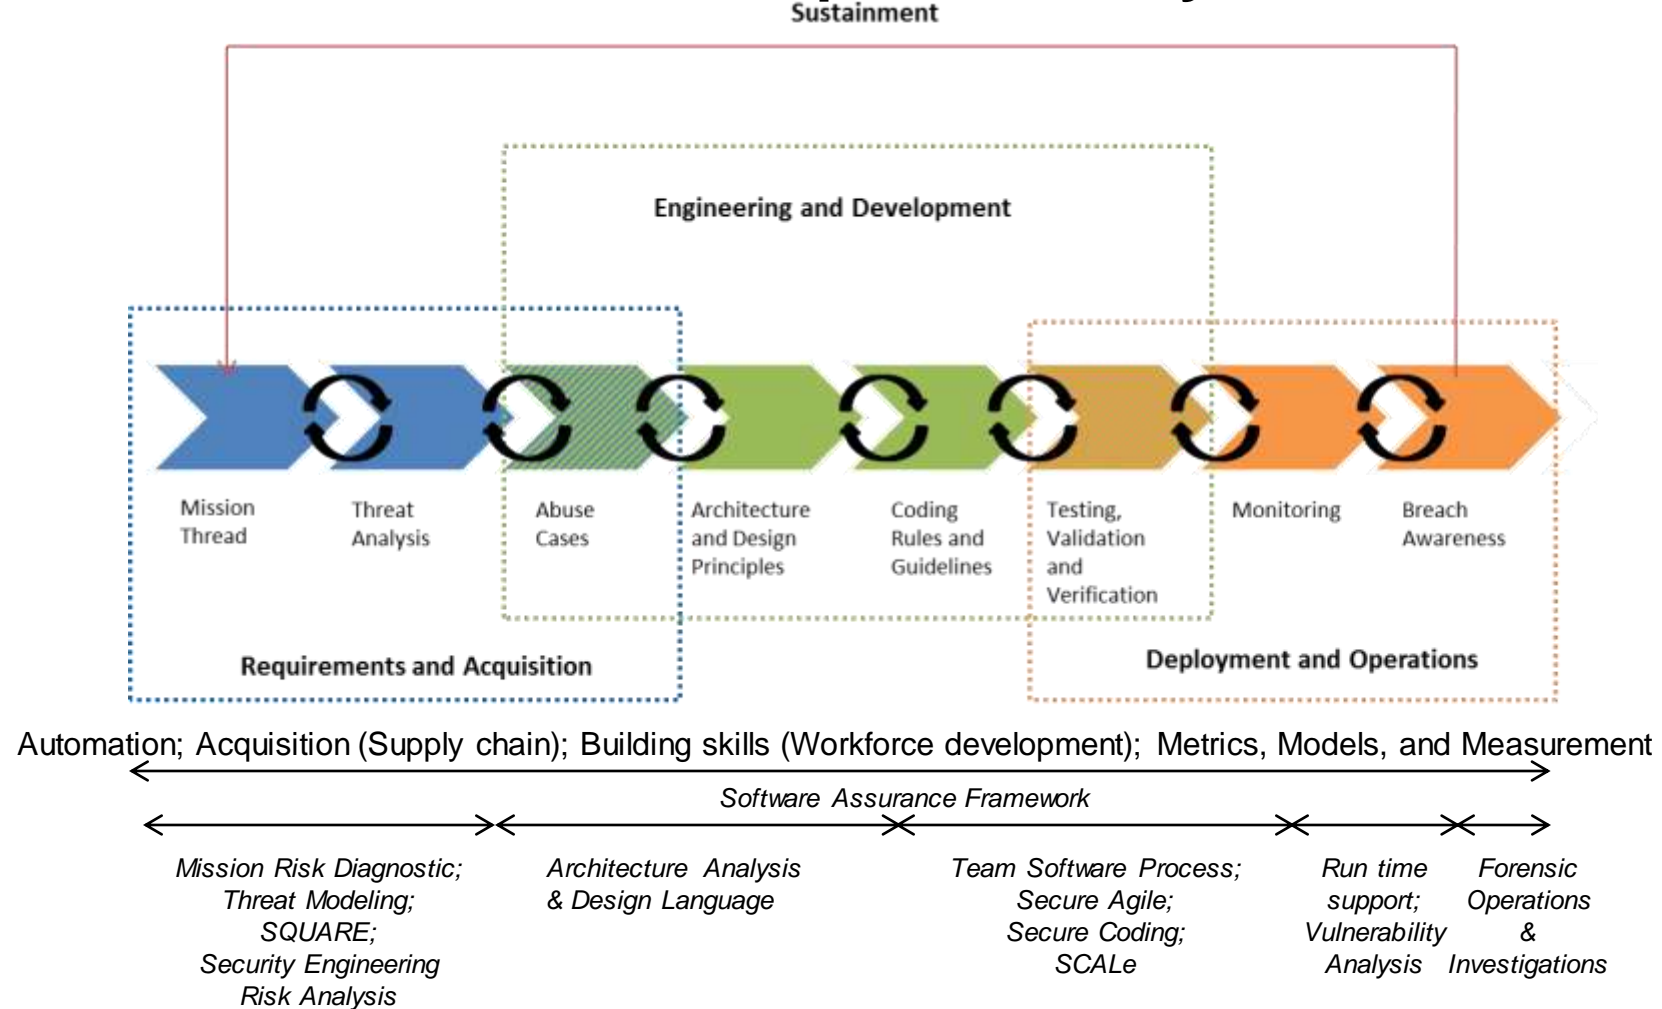 Sustainment
Engineering and Development
Mission
Thread
Threat
Analysis
Abuse
Cases
Architecture
and Design
Principles
Coding
Rules and
Guidelines
Testing,
Validation
and
Verification
Monitoring
Breach
Awareness
Requirements and Acquisition
Deployment and Operations
Automation; Acquisition (Supply chain); Building skills (Workforce development); Metrics, Models, and Measurement
Software Assurance Framework
Mission Risk Diagnostic;
Threat Modeling;
SQUARE;
Security Engineering
Risk Analysis
Architecture Analysis
& Design Language
Team Software Process;
Secure Agile;
Secure Coding;
SCALe
Run time
support;
Vulnerability
Analysis
Forensic
Operations
&
Investigations